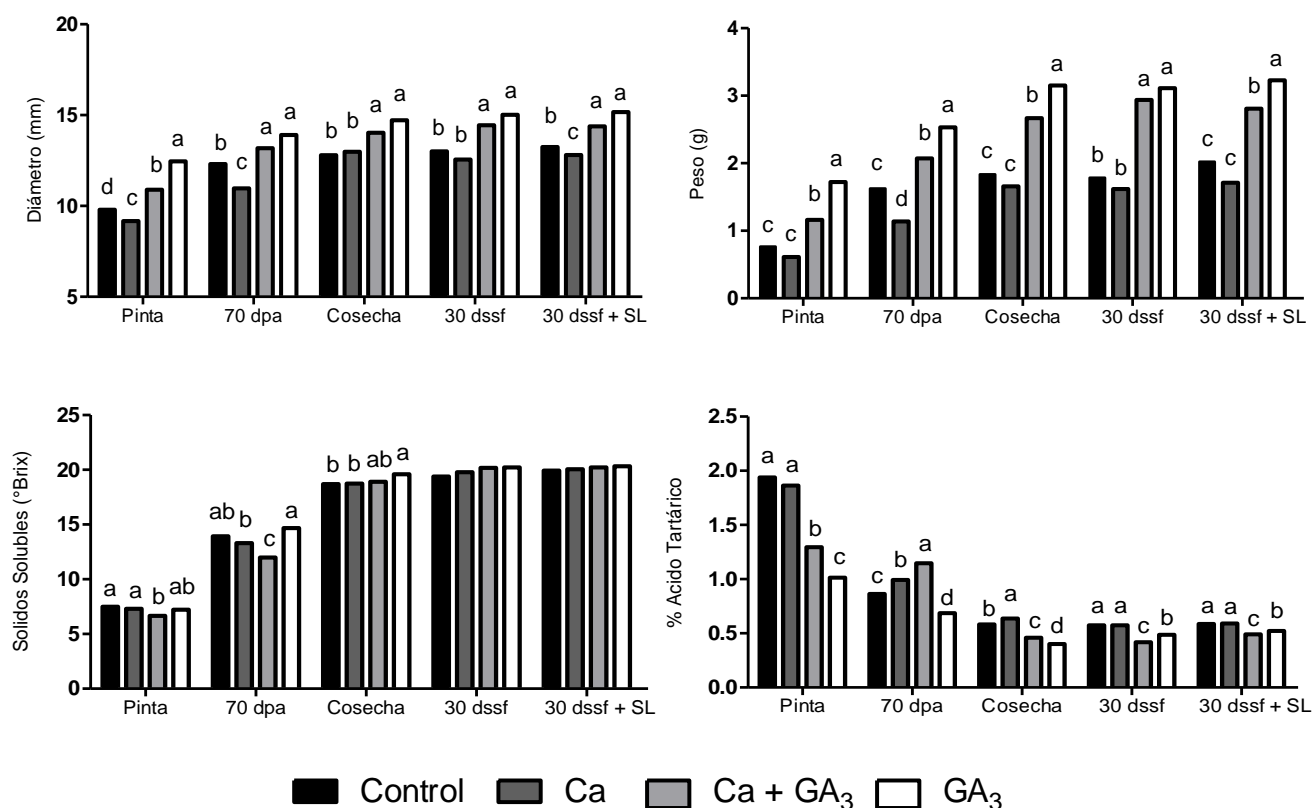 Diámetro (mm)
20
15
10
5
d c b a
b c a a
b b a a
b b a a
b c a a
Pinta 70 dpa Cosecha 30 dssf 30 dssf + SL
Peso (g)
4
3
2
1
0
c c b a
c d b a
c c b a
b b a a
c c b a
Pinta 70 dpa Cosecha 30 dssf 30 dssf + SL
Solidos Solubles (°Brix)
25
20
15
10
5
0
a a b ab
ab b c a
b b ab a
Pinta 70 dpa Cosecha 30 dssf 30 dssf + SL
% Acido Tartárico
2.5
2.0
1.5
1.0
0.5
0.0
a a b c
c b a d
b a c d
a a c b
a a c b
Pinta 70 dpa Cosecha 30 dssf 30 dssf + SL
Control Ca Ca + GA₃ GA₃